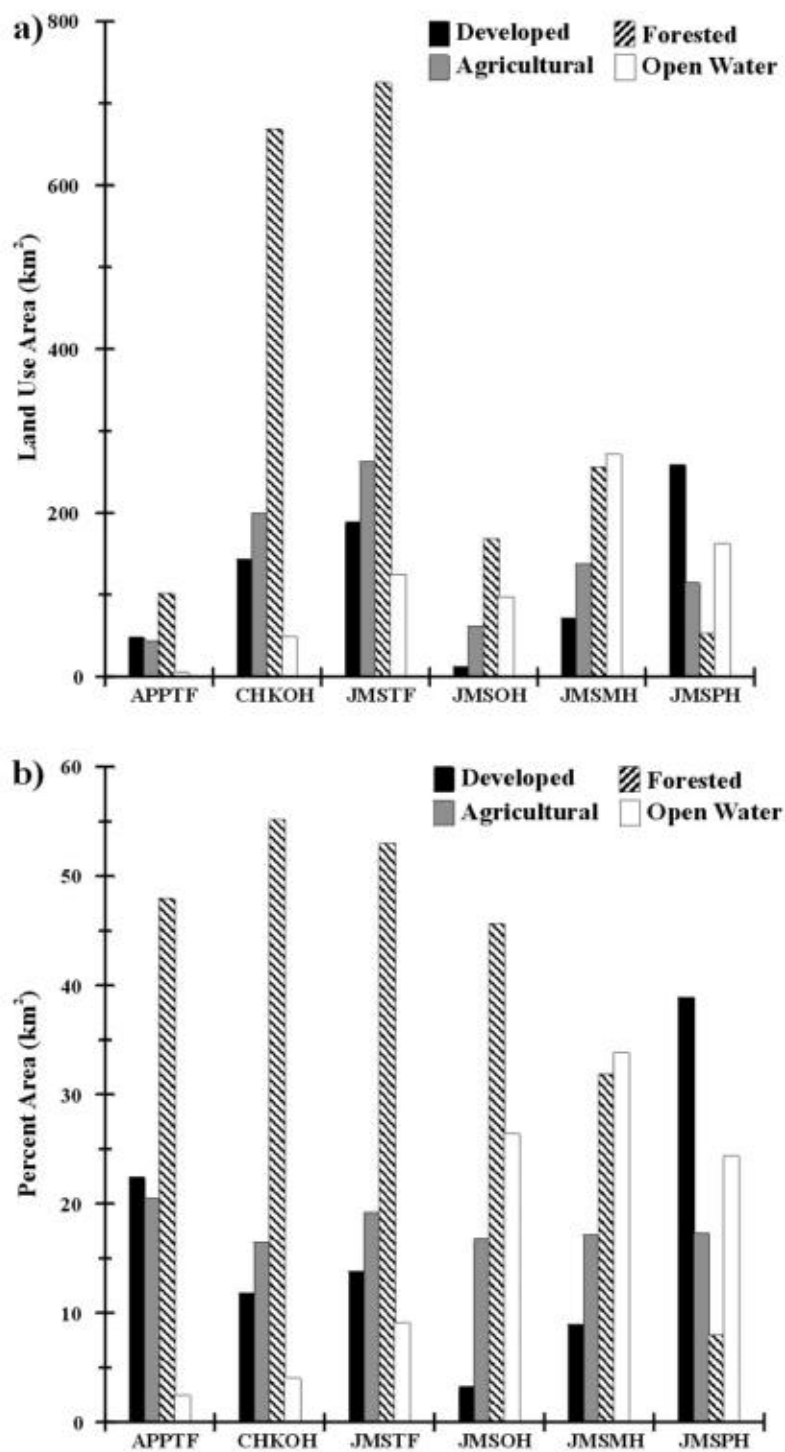 a)
800
Developed Forested
Agricultural Open Water
600
Land Use Area (km²)
400
200
0
APPTF CHKOH JMSTF JMSOH JMSMH JMSPH
b)
60
Developed Forested
Agricultural Open Water
50
40
Percent Area (km²)
30
20
10
0
APPTF CHKOH JMSTF JMSOH JMSMH JMSPH